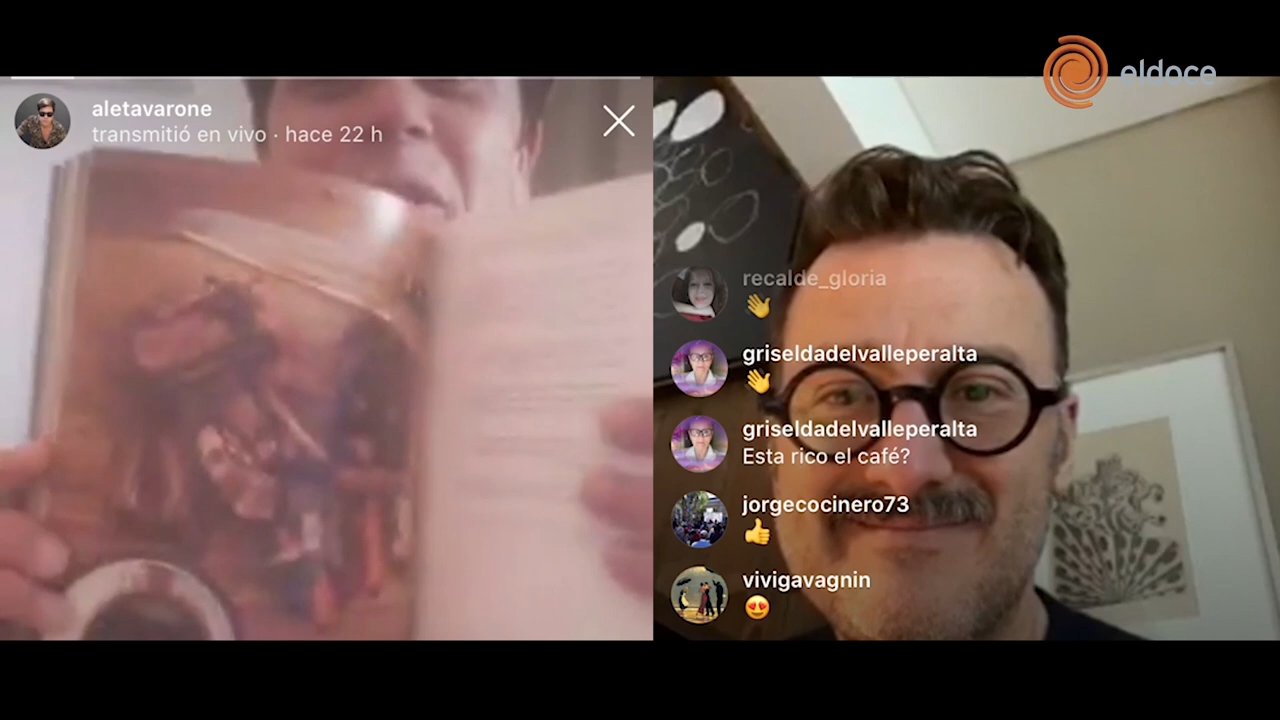 eldoce
aletavarone
transmitió en vivo · hace 22 h
recalde_gloria
👋
griseldadelvalleperalta
👋
griseldadelvalleperalta
Esta rico el café?
jorgecocinero73
👍
vivigavagnin
😍